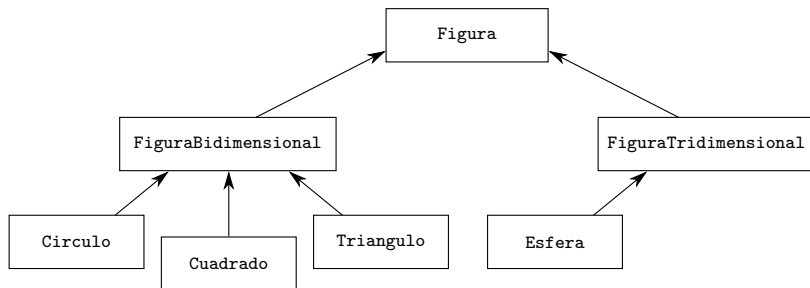 Figura
FiguraBidimensional
FiguraTridimensional
Circulo
Cuadrado
Triangulo
Esfera